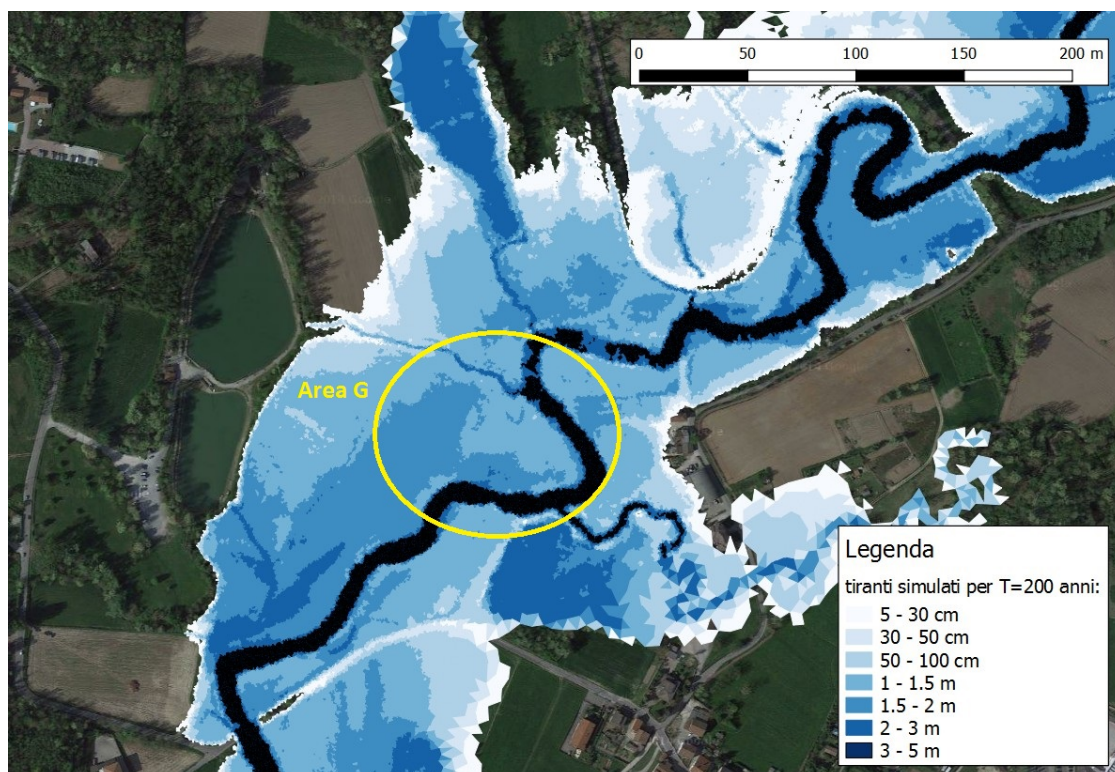 0 50 100 150 200 m
Area G
Legenda
tiranti simulati per T=200 anni:
5 - 30 cm
30 - 50 cm
50 - 100 cm
1 - 1.5 m
1.5 - 2 m
2 - 3 m
3 - 5 m